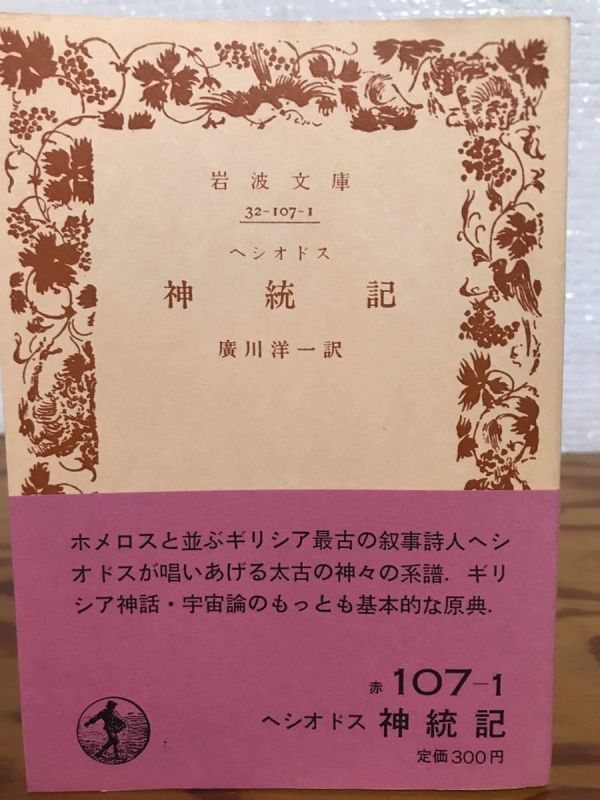 岩波文庫
32-107-1
ヘシオドス
神統記
廣川洋一訳
ホメロスと並ぶギリシア最古の叙事詩人ヘシ
オドスが唱いあげる太古の神々の系譜．ギリ
シア神話・宇宙論のもっとも基本的な原典．
赤 107-1
ヘシオドス 神統記
定価300円